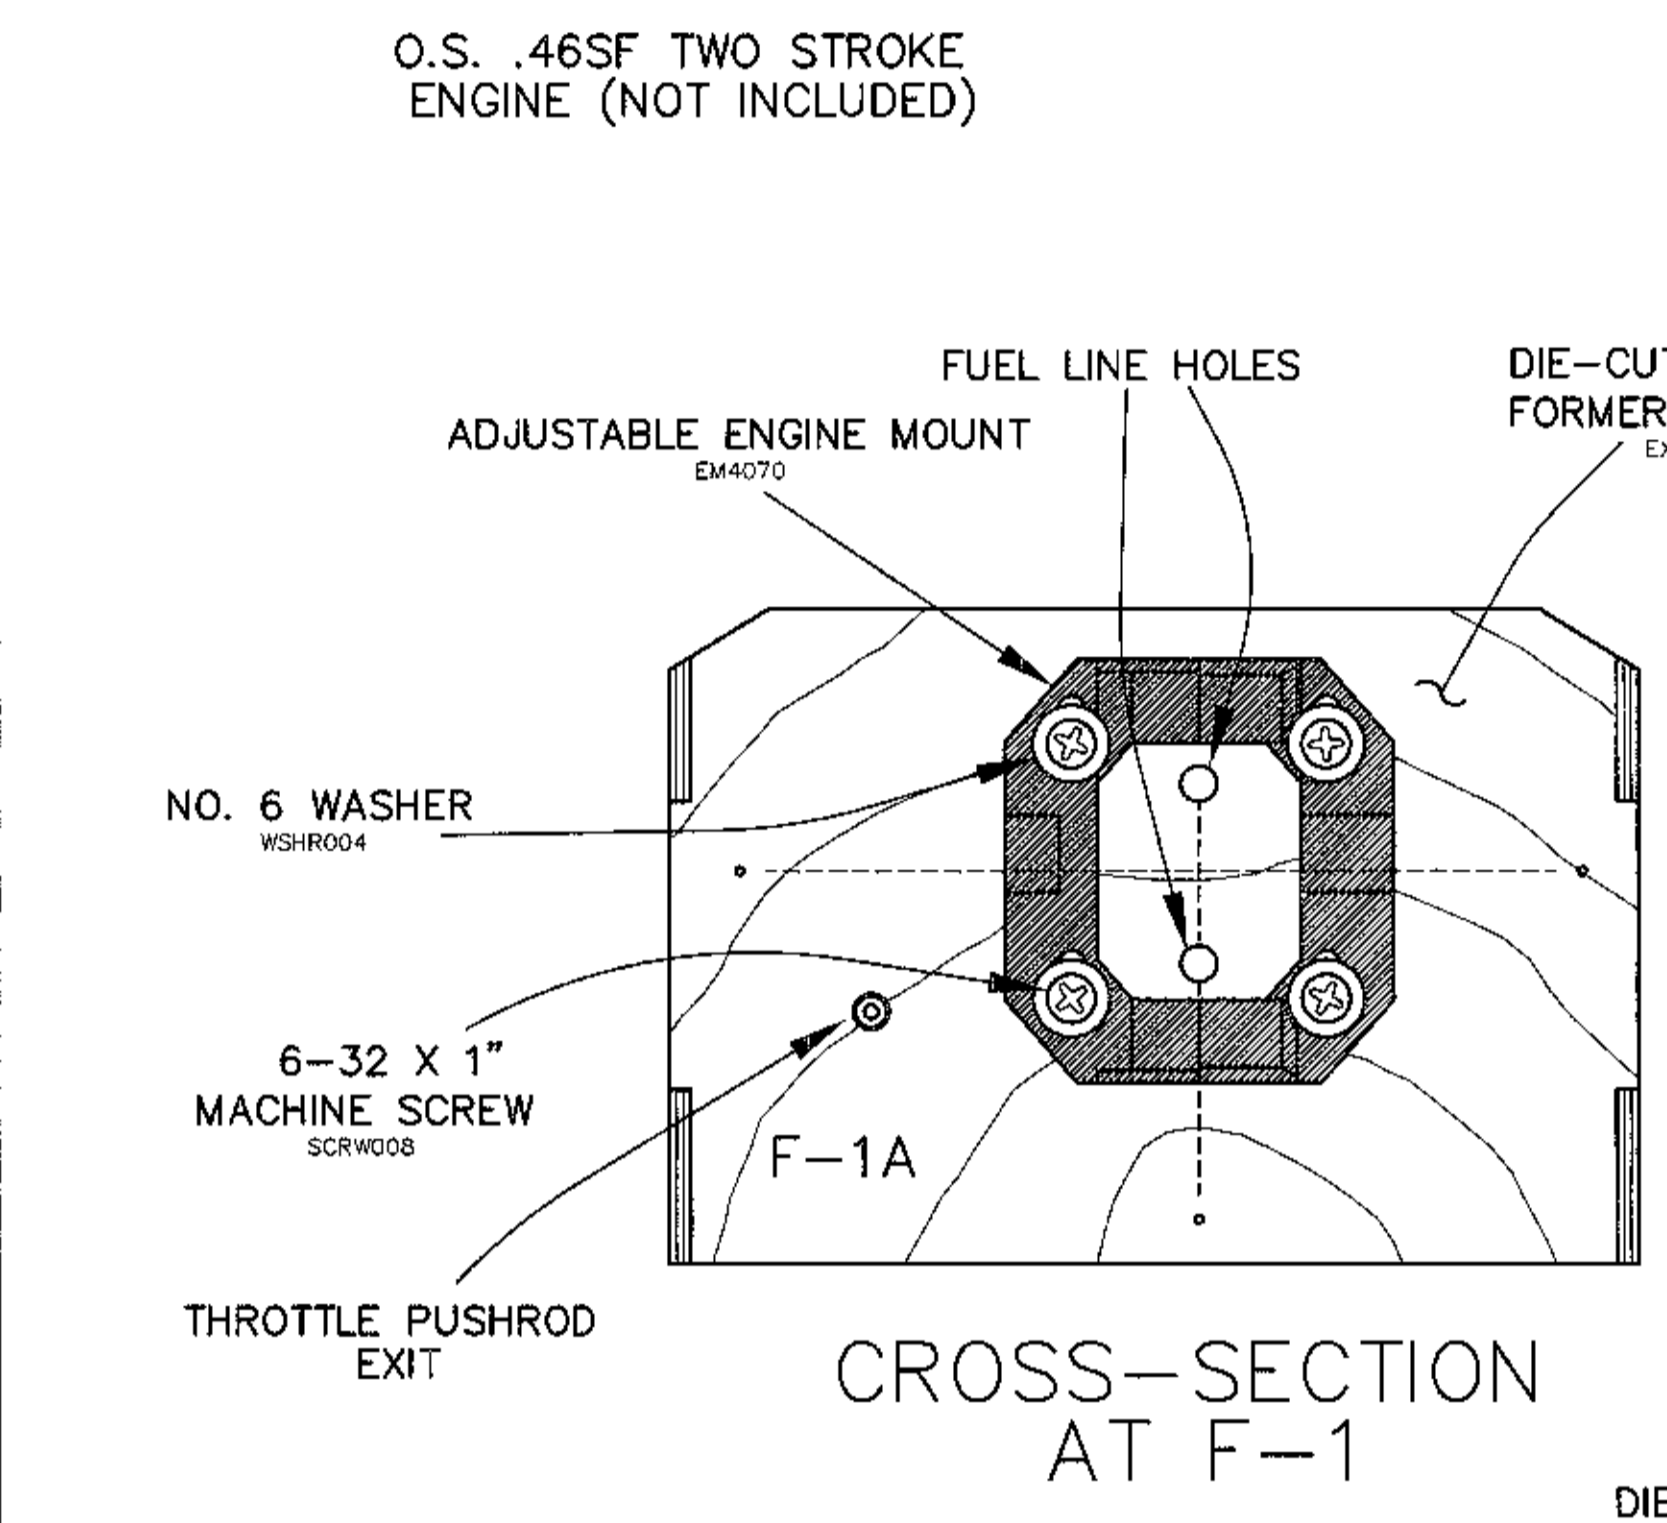 O.S. .46SF TWO STROKE
ENGINE (NOT INCLUDED)
FUEL LINE HOLES
DIE-CUT
FORMER
EX
ADJUSTABLE ENGINE MOUNT
EM4070
NO. 6 WASHER
WSHR004
6-32 X 1"
MACHINE SCREW
SCRW008
F-1A
THROTTLE PUSHROD
EXIT
CROSS-SECTION
AT F-1
DIE